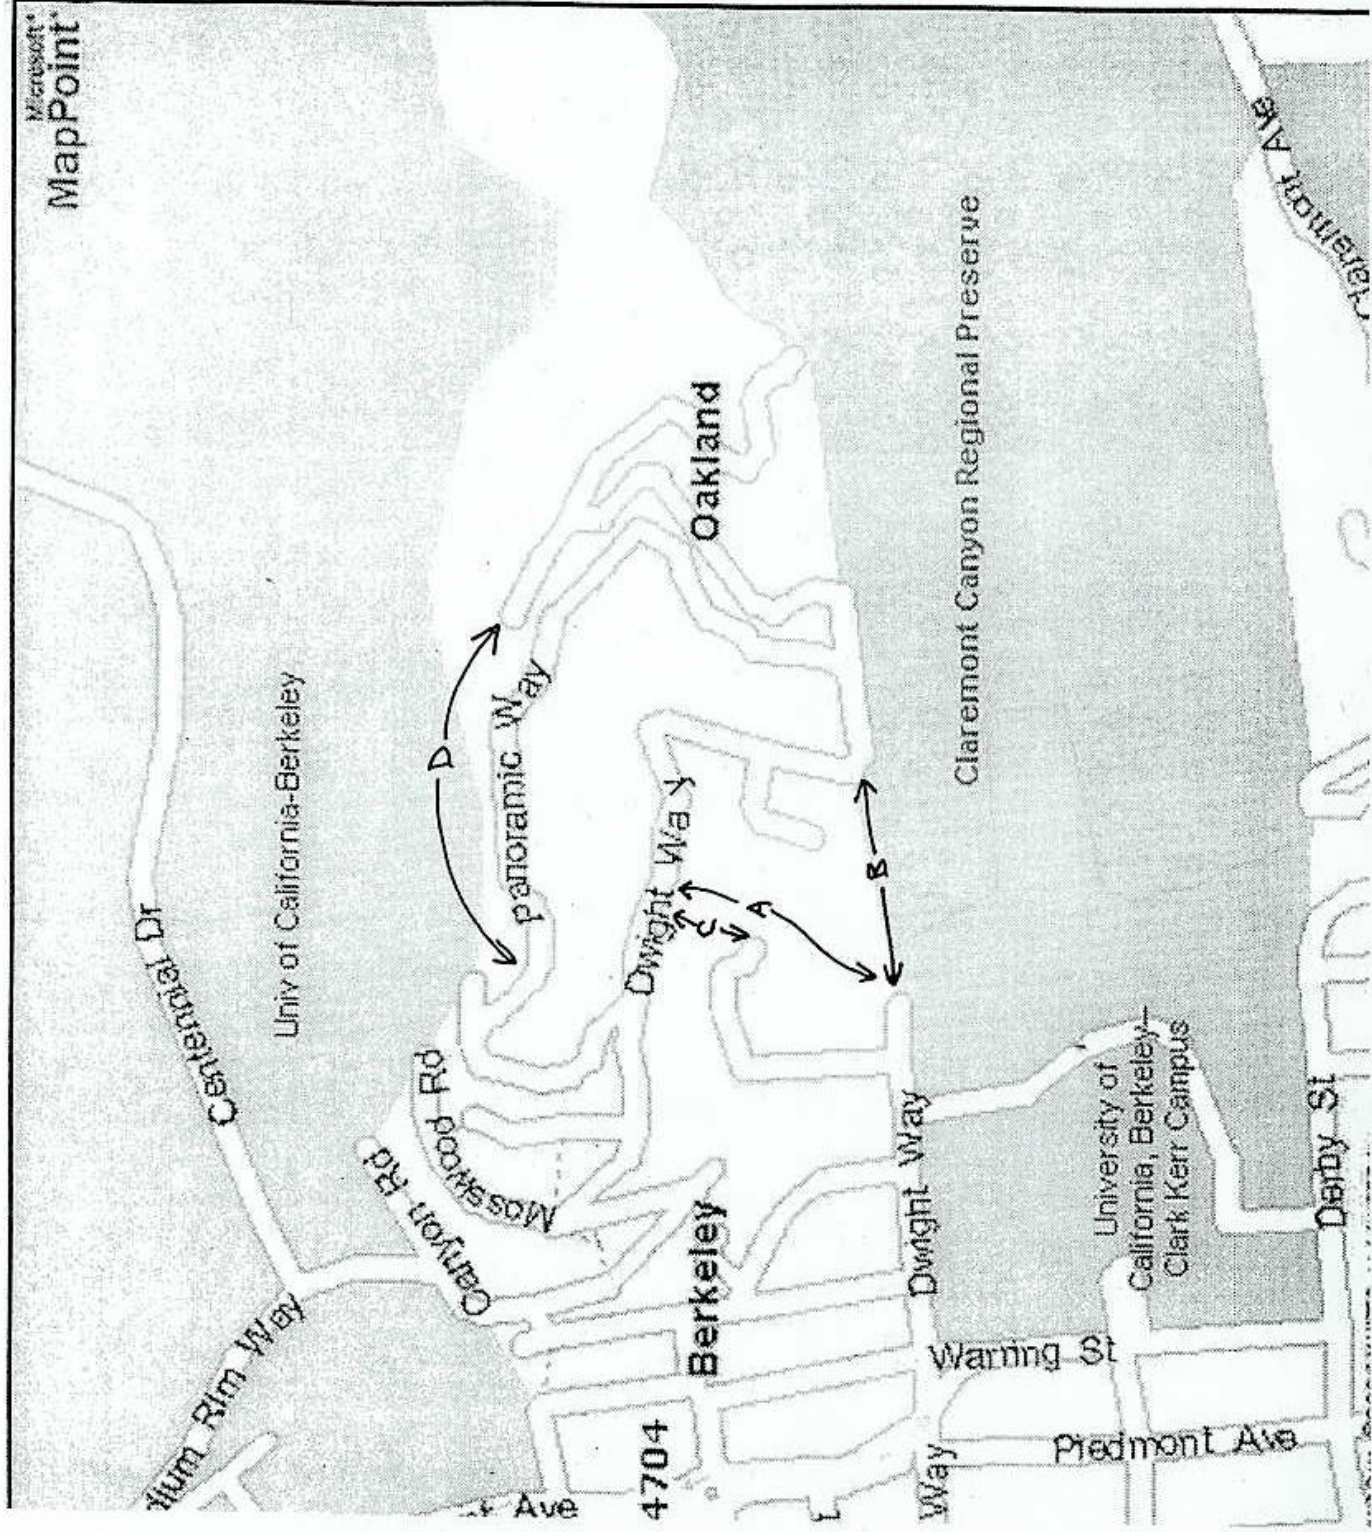 Microsoft
MapPoint
Centennial Dr
Univ of California-Berkeley
D
Panoramic Way
Canyon Rd
Mosswood Rd
Rim Way
Dwight Way
Oakland
C
A
B
Berkeley
4704
Ave
Claremont Canyon Regional Preserve
Dwight Way
Way
Warring St
Piedmont Ave
University of
California, Berkeley—
Clark Kerr Campus
Derby St
Claremont Ave